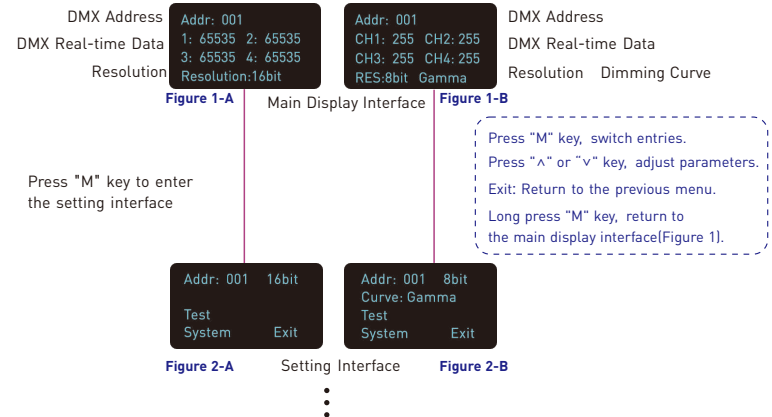 DMX Address
DMX Real-time Data
Resolution
Addr: 001
1: 65535 2: 65535
3: 65535 4: 65535
Resolution:16bit
Addr: 001
CH1: 255 CH2: 255
CH3: 255 CH4: 255
RES:8bit Gamma
DMX Address
DMX Real-time Data
Resolution Dimming Curve
Figure 1-A
Main Display Interface
Figure 1-B
Press "M" key to enter
the setting interface
Press "M" key, switch entries.
Press "∧" or "∨" key, adjust parameters.
Exit: Return to the previous menu.
Long press "M" key, return to
the main display interface(Figure 1).
Addr: 001 16bit
Test
System Exit
Addr: 001 8bit
Curve: Gamma
Test
System Exit
Figure 2-A
Setting Interface
Figure 2-B